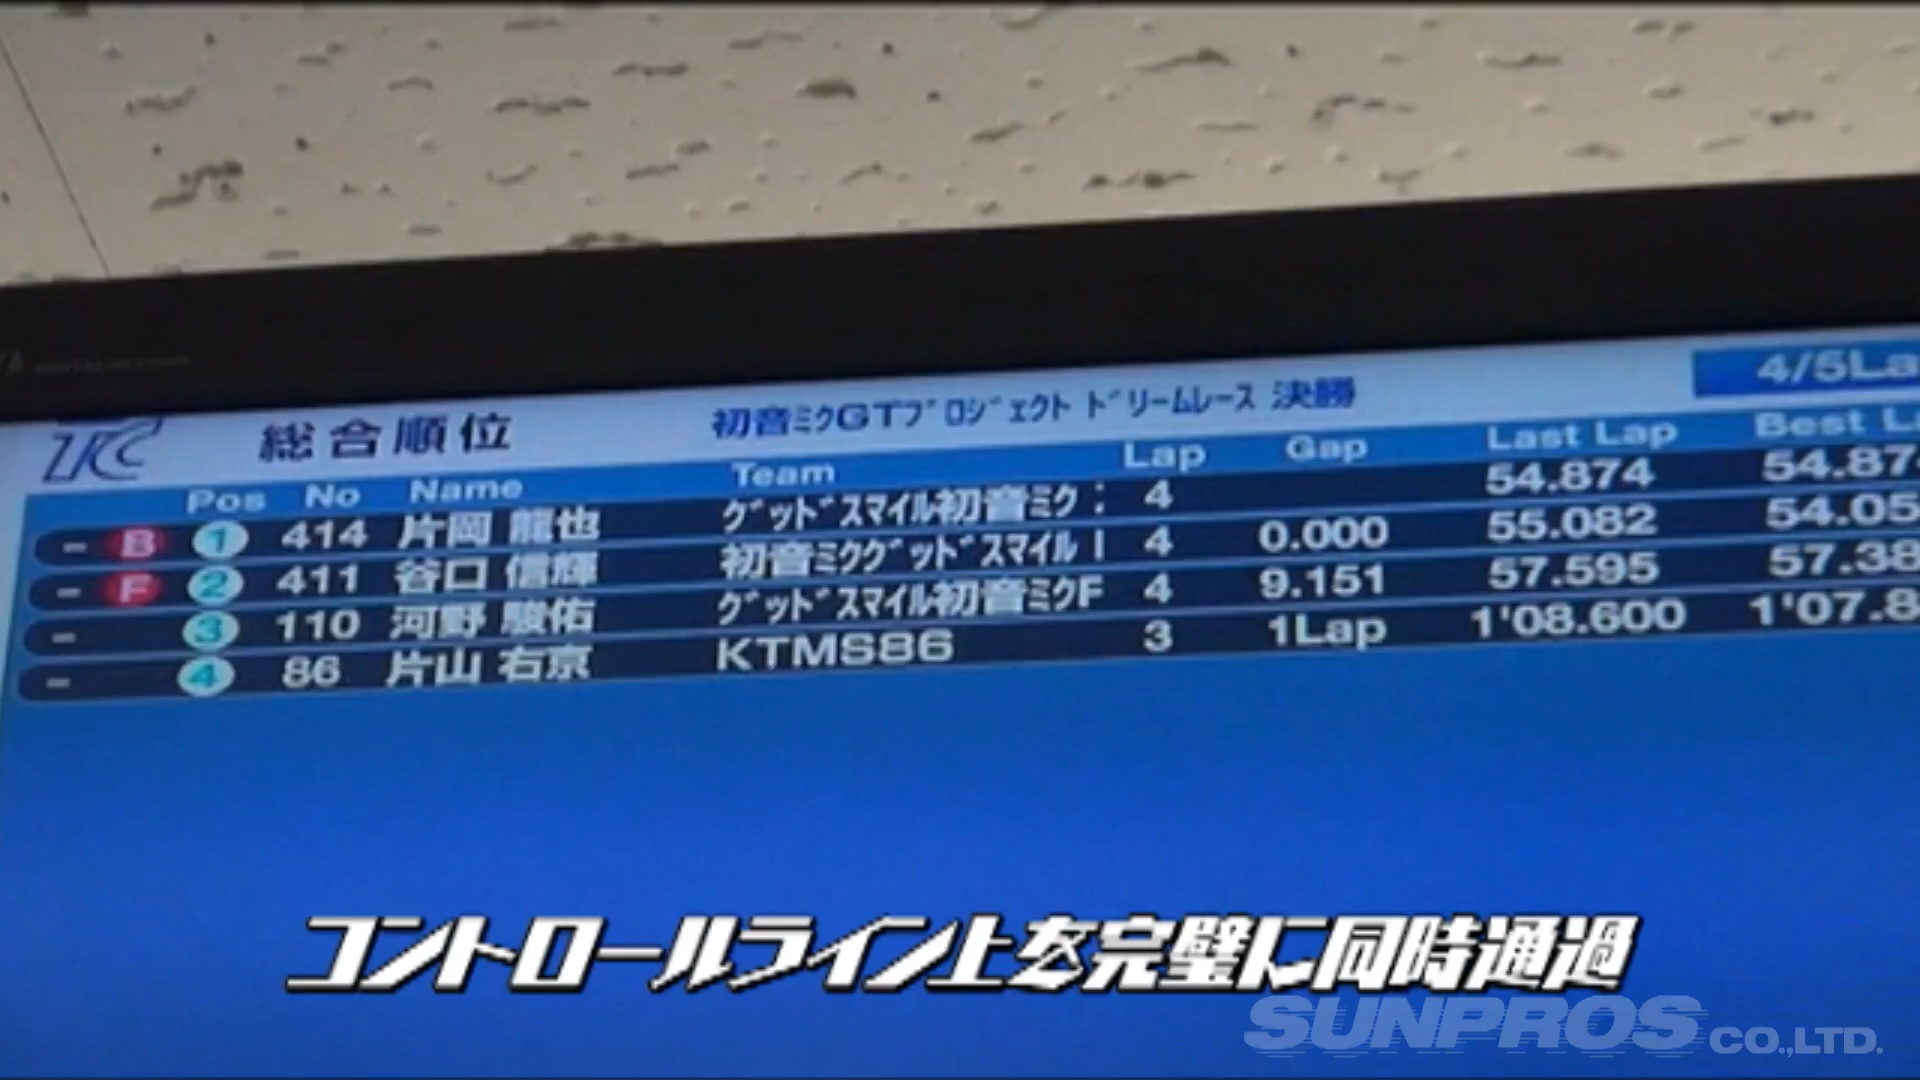 総合順位 初音ミクGTプロジェクト ドリームレース 決勝 4/5La
Pos No Name Team Lap Gap Last Lap Best La
- B 1 414 片岡 龍也 グッドスマイル初音ミク 4 54.874 54.87
- F 2 411 谷口 信輝 初音ミクグッドスマイル 4 0.000 55.082 54.05
- 3 110 河野 駿佑 グッドスマイル初音ミクF 4 9.151 57.595 57.38
- 4 86 片山 右京 KTMS86 3 1Lap 1'08.600 1'07.8
コントロールライン上を完璧に同時通過
SUNPROS CO.,LTD.